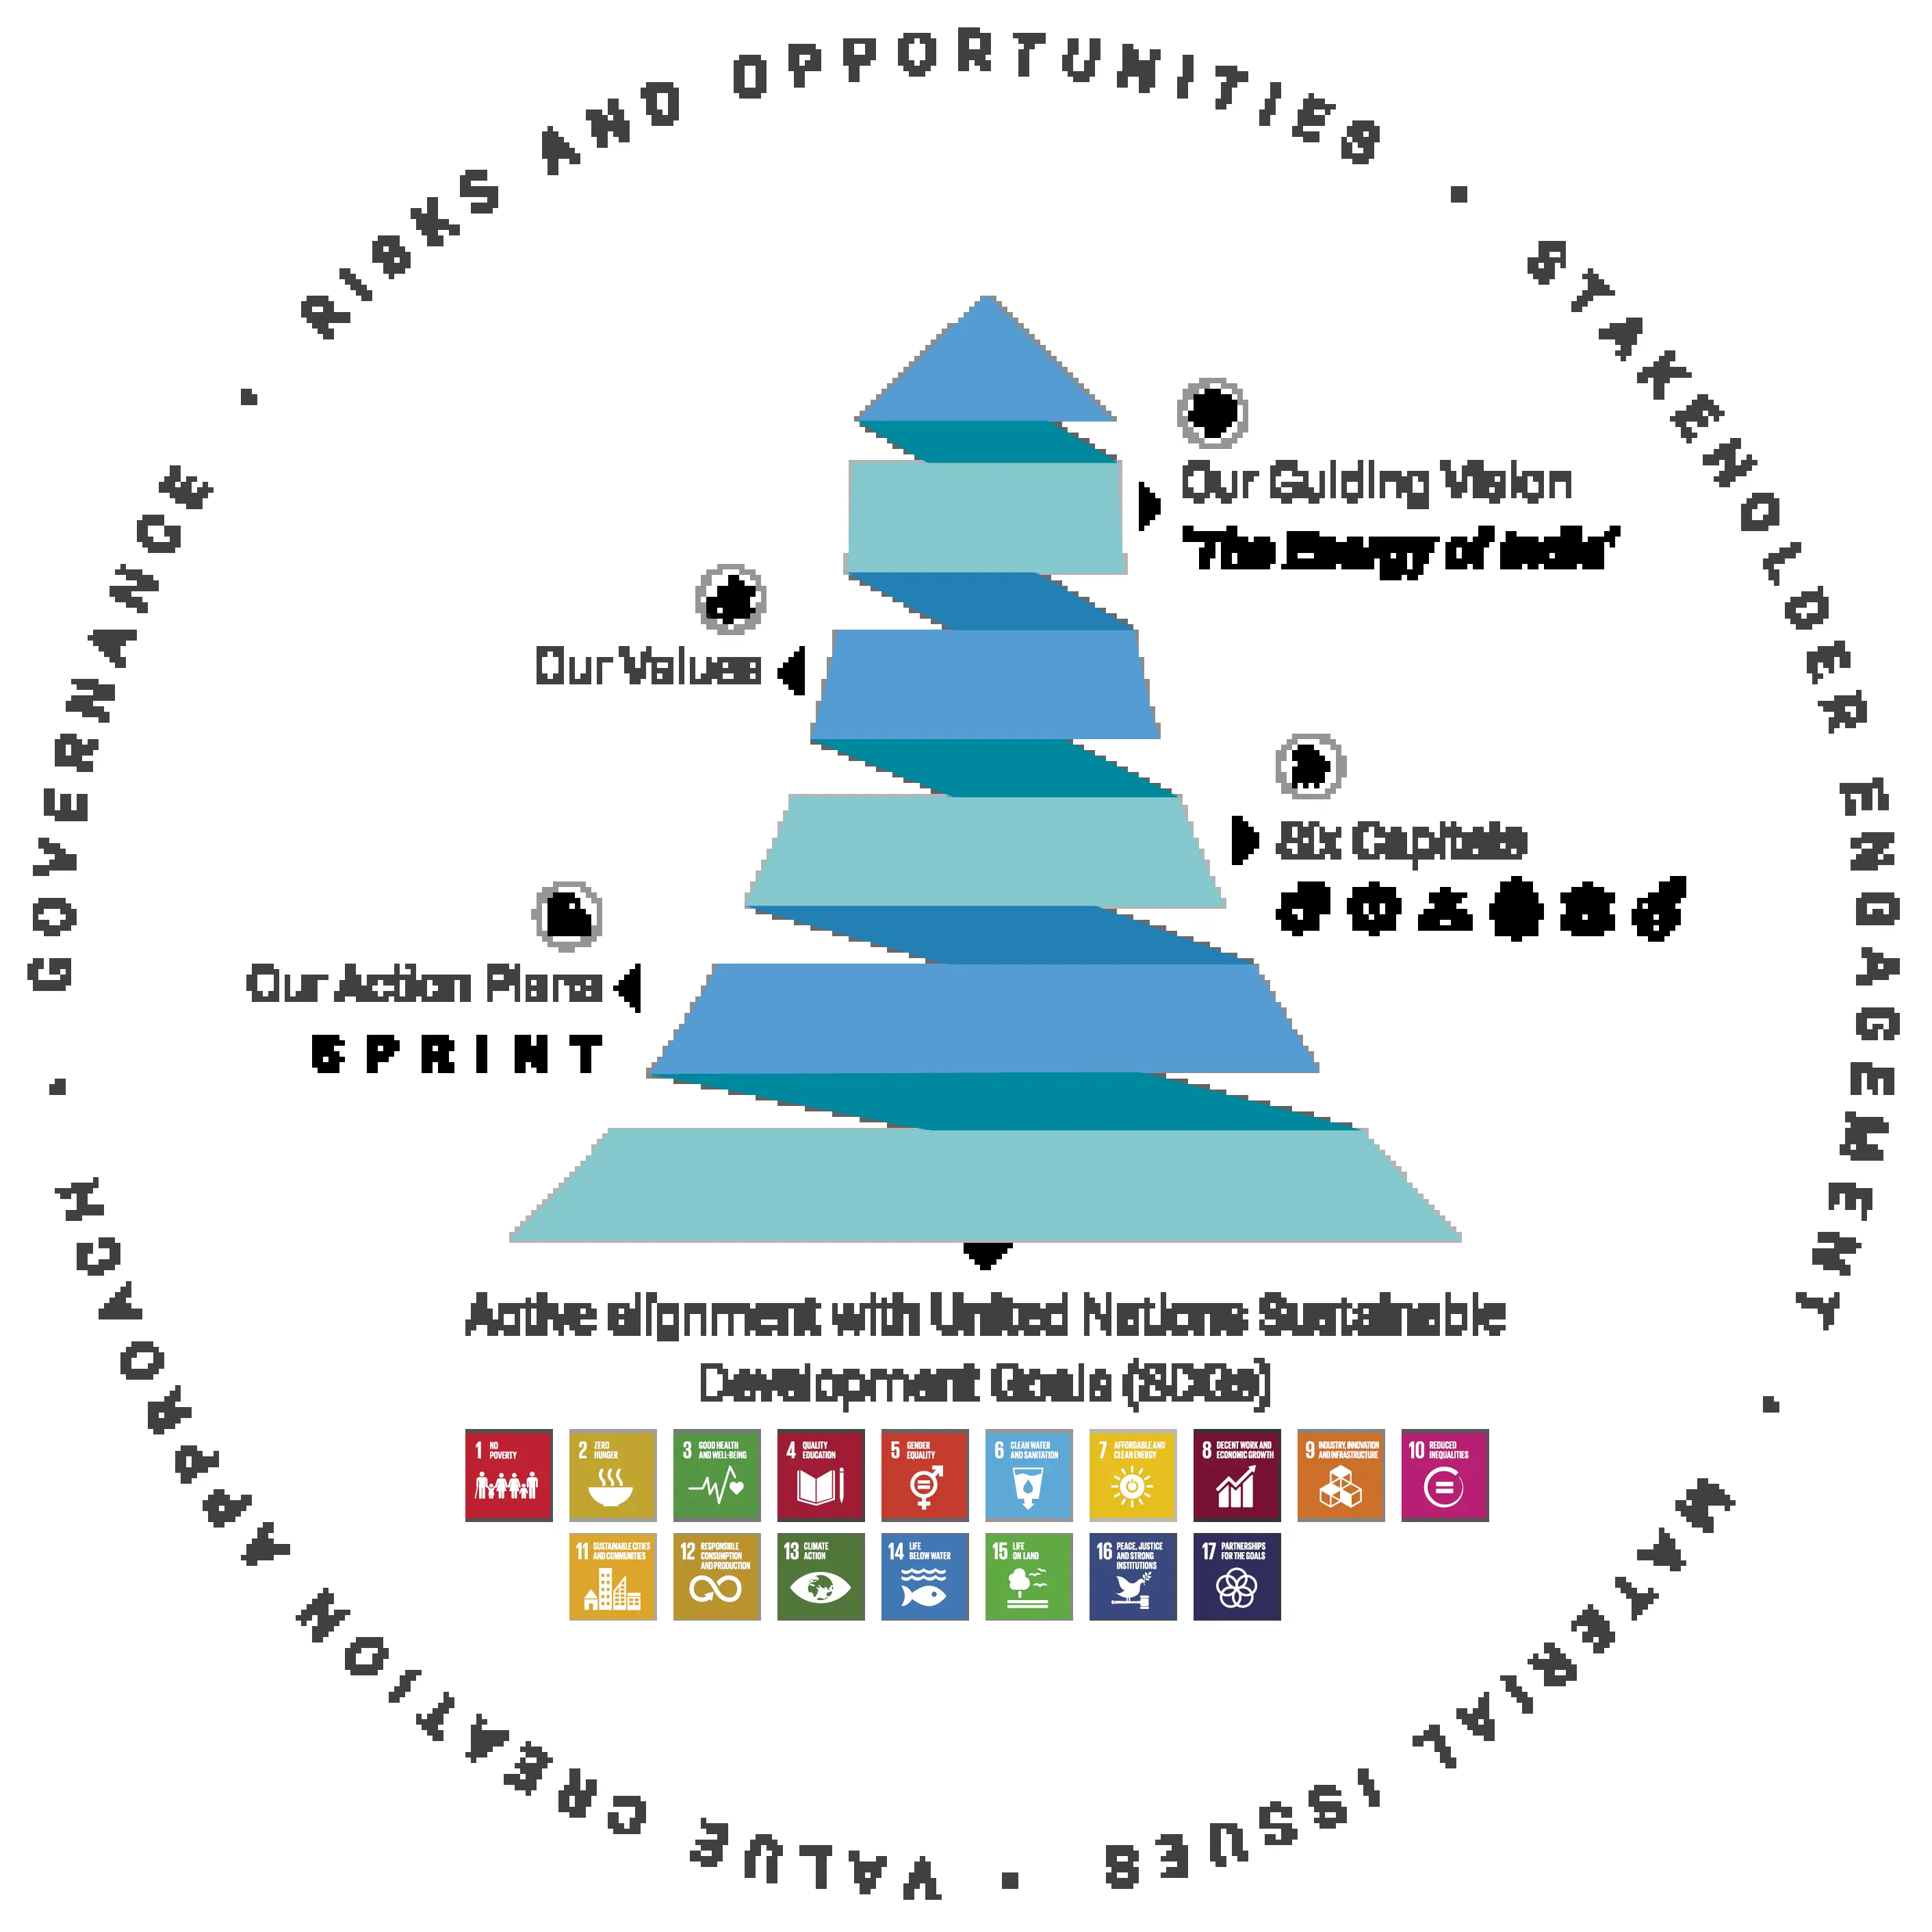 RISKS AND OPPORTUNITIES
STAKEHOLDER ENGAGEMENT
MATERIAL ISSUES
VALUE CREATION APPROACH
GOVERNANCE
Our Guiding Vision
'The Energy of India'
Our Values
Six Capitals
Our Action Plans
SPRINT
Active alignment with United Nations Sustainable
Development Goals (SDGs)
1 NO
POVERTY
2 ZERO
HUNGER
3 GOOD HEALTH
AND WELL-BEING
4 QUALITY
EDUCATION
5 GENDER
EQUALITY
6 CLEAN WATER
AND SANITATION
7 AFFORDABLE AND
CLEAN ENERGY
8 DECENT WORK AND
ECONOMIC GROWTH
9 INDUSTRY, INNOVATION
AND INFRASTRUCTURE
10 REDUCED
INEQUALITIES
11 SUSTAINABLE CITIES
AND COMMUNITIES
12 RESPONSIBLE
CONSUMPTION
AND PRODUCTION
13 CLIMATE
ACTION
14 LIFE
BELOW WATER
15 LIFE
ON LAND
16 PEACE, JUSTICE
AND STRONG
INSTITUTIONS
17 PARTNERSHIPS
FOR THE GOALS